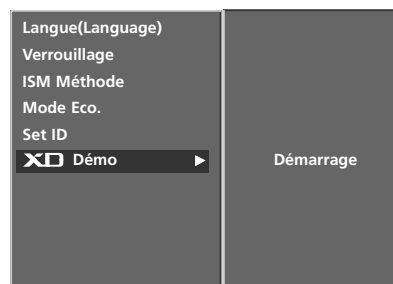 Langue(Language)
Verrouillage
ISM Méthode
Mode Eco.
Set ID
XD Démo ►
Démarrage